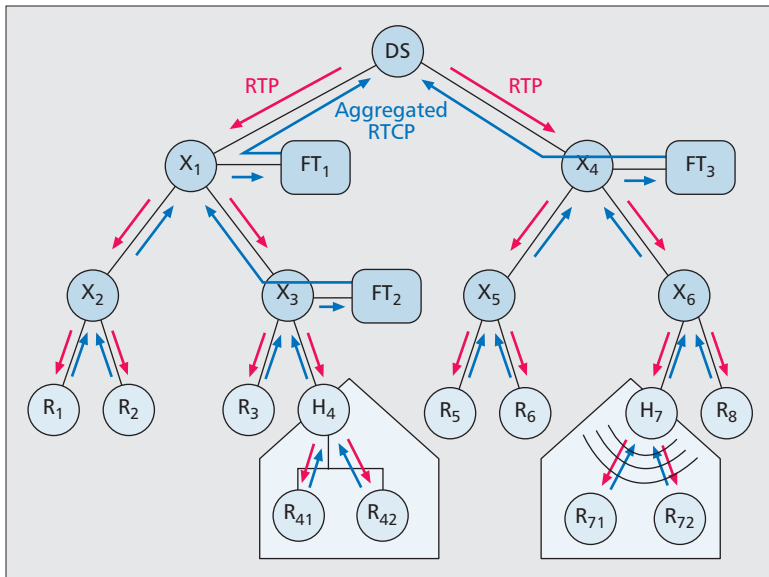 DS
RTP
RTP
Aggregated
RTCP
X1
FT1
X4
FT3
X2
X3
FT2
X5
X6
R1
R2
R3
H4
R5
R6
H7
R8
R41
R42
R71
R72